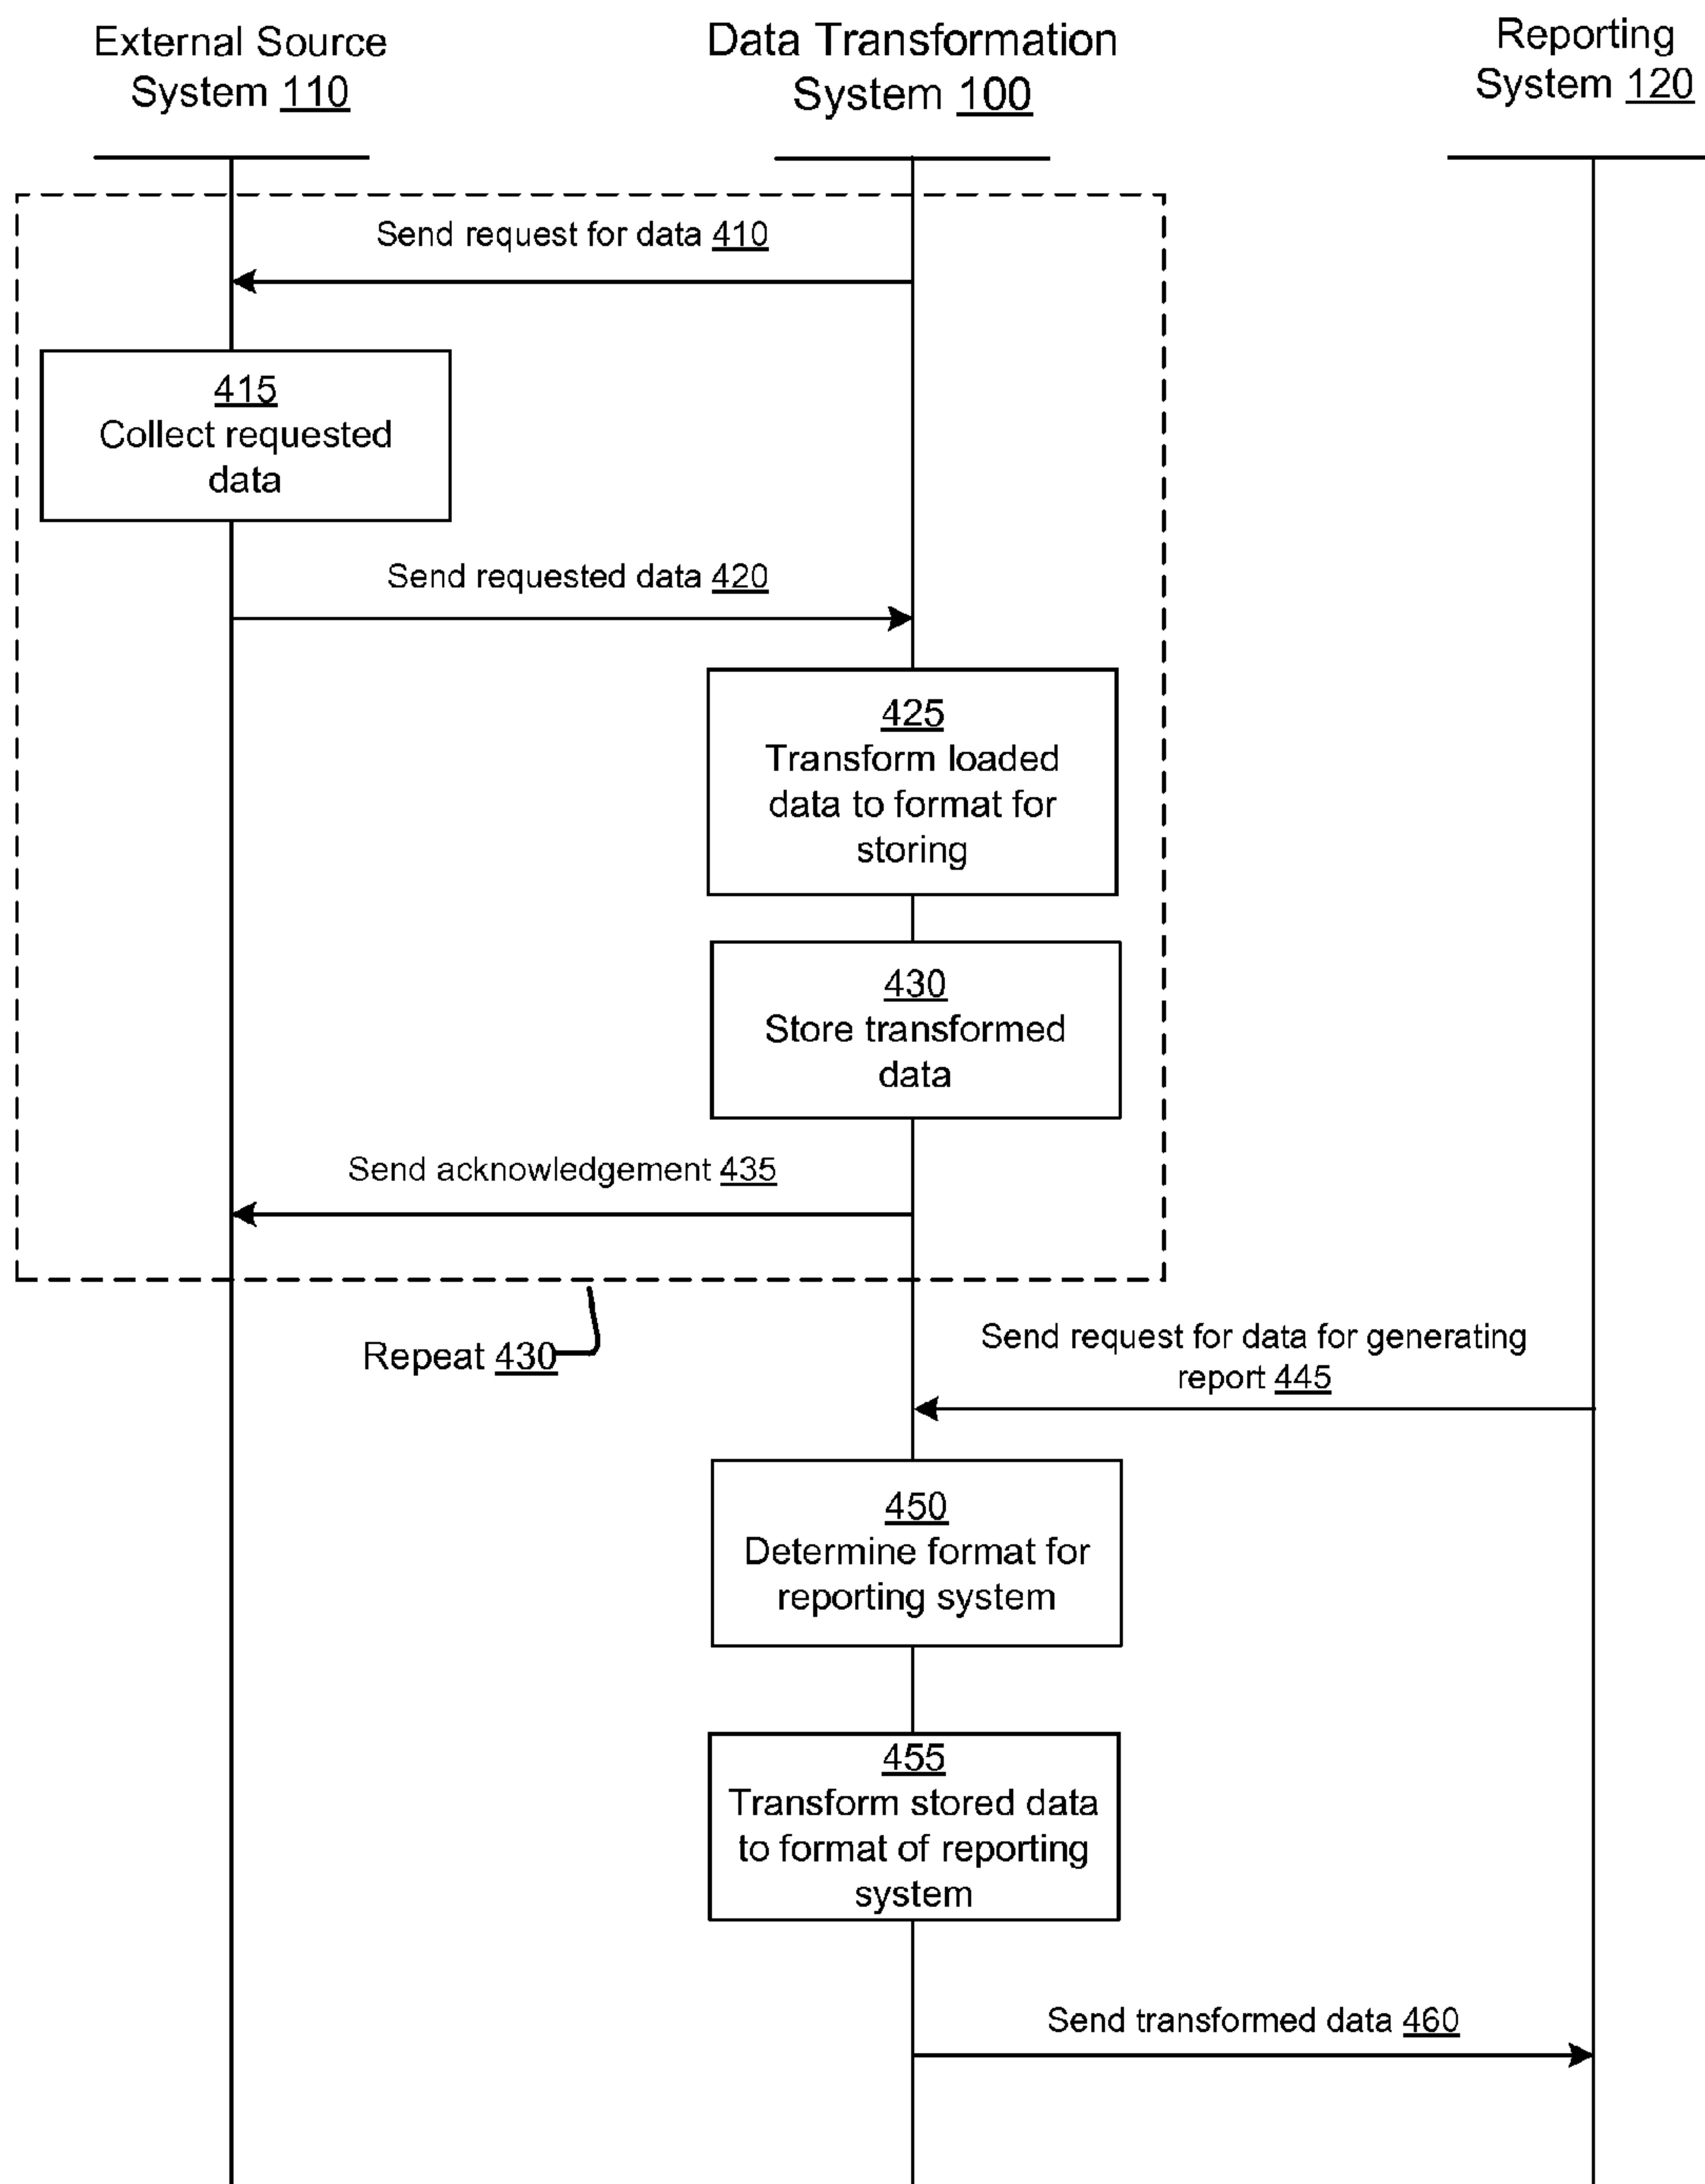 External Source
System 110
Data Transformation
System 100
Reporting
System 120
Send request for data 410
415
Collect requested
data
Send requested data 420
425
Transform loaded
data to format for
storing
430
Store transformed
data
Send acknowledgement 435
Repeat 430
Send request for data for generating
report 445
450
Determine format for
reporting system
455
Transform stored data
to format of reporting
system
Send transformed data 460